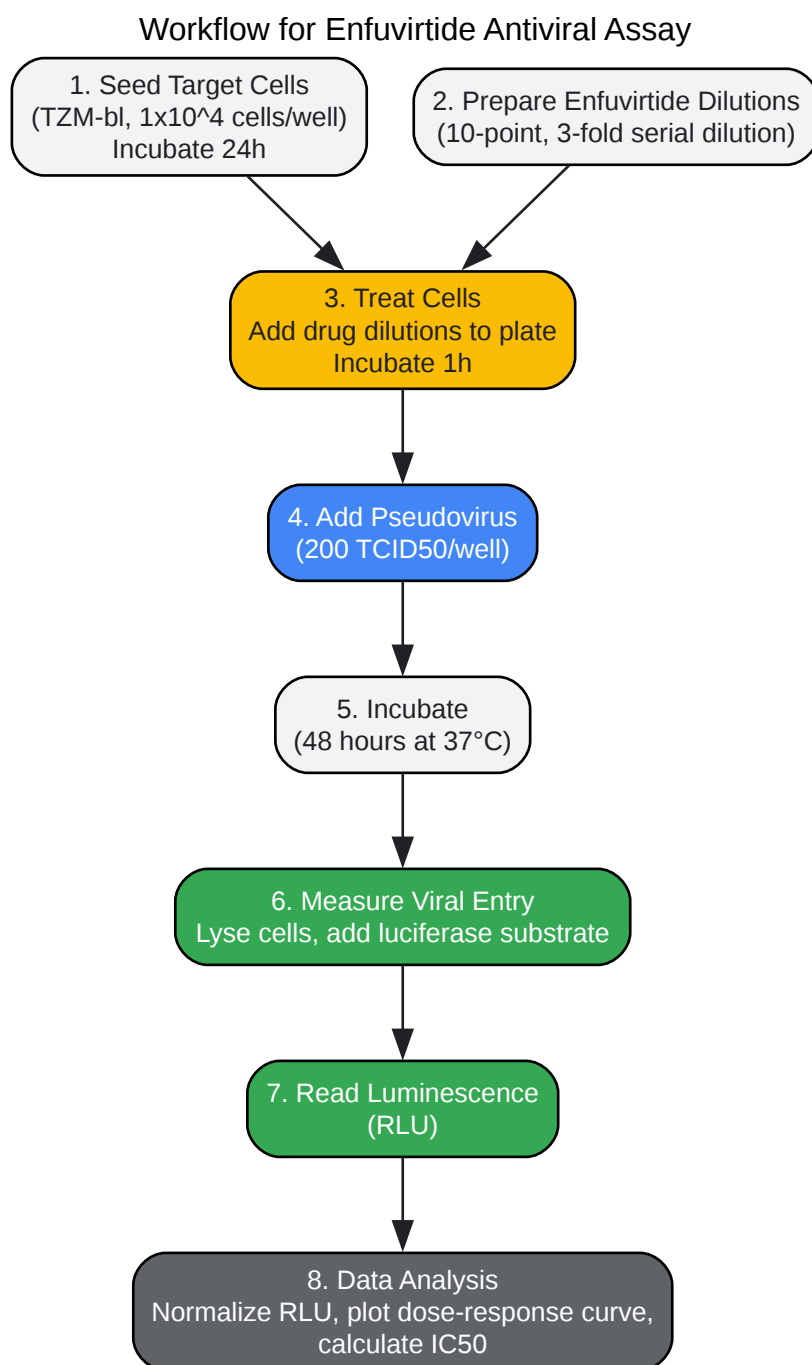 Workflow for Enfuvirtide Antiviral Assay
1. Seed Target Cells
(TZM-bl, 1x10^4 cells/well)
Incubate 24h
2. Prepare Enfuvirtide Dilutions
(10-point, 3-fold serial dilution)
3. Treat Cells
Add drug dilutions to plate
Incubate 1h
4. Add Pseudovirus
(200 TCID50/well)
5. Incubate
(48 hours at 37°C)
6. Measure Viral Entry
Lyse cells, add luciferase substrate
7. Read Luminescence
(RLU)
8. Data Analysis
Normalize RLU, plot dose-response curve,
calculate IC50